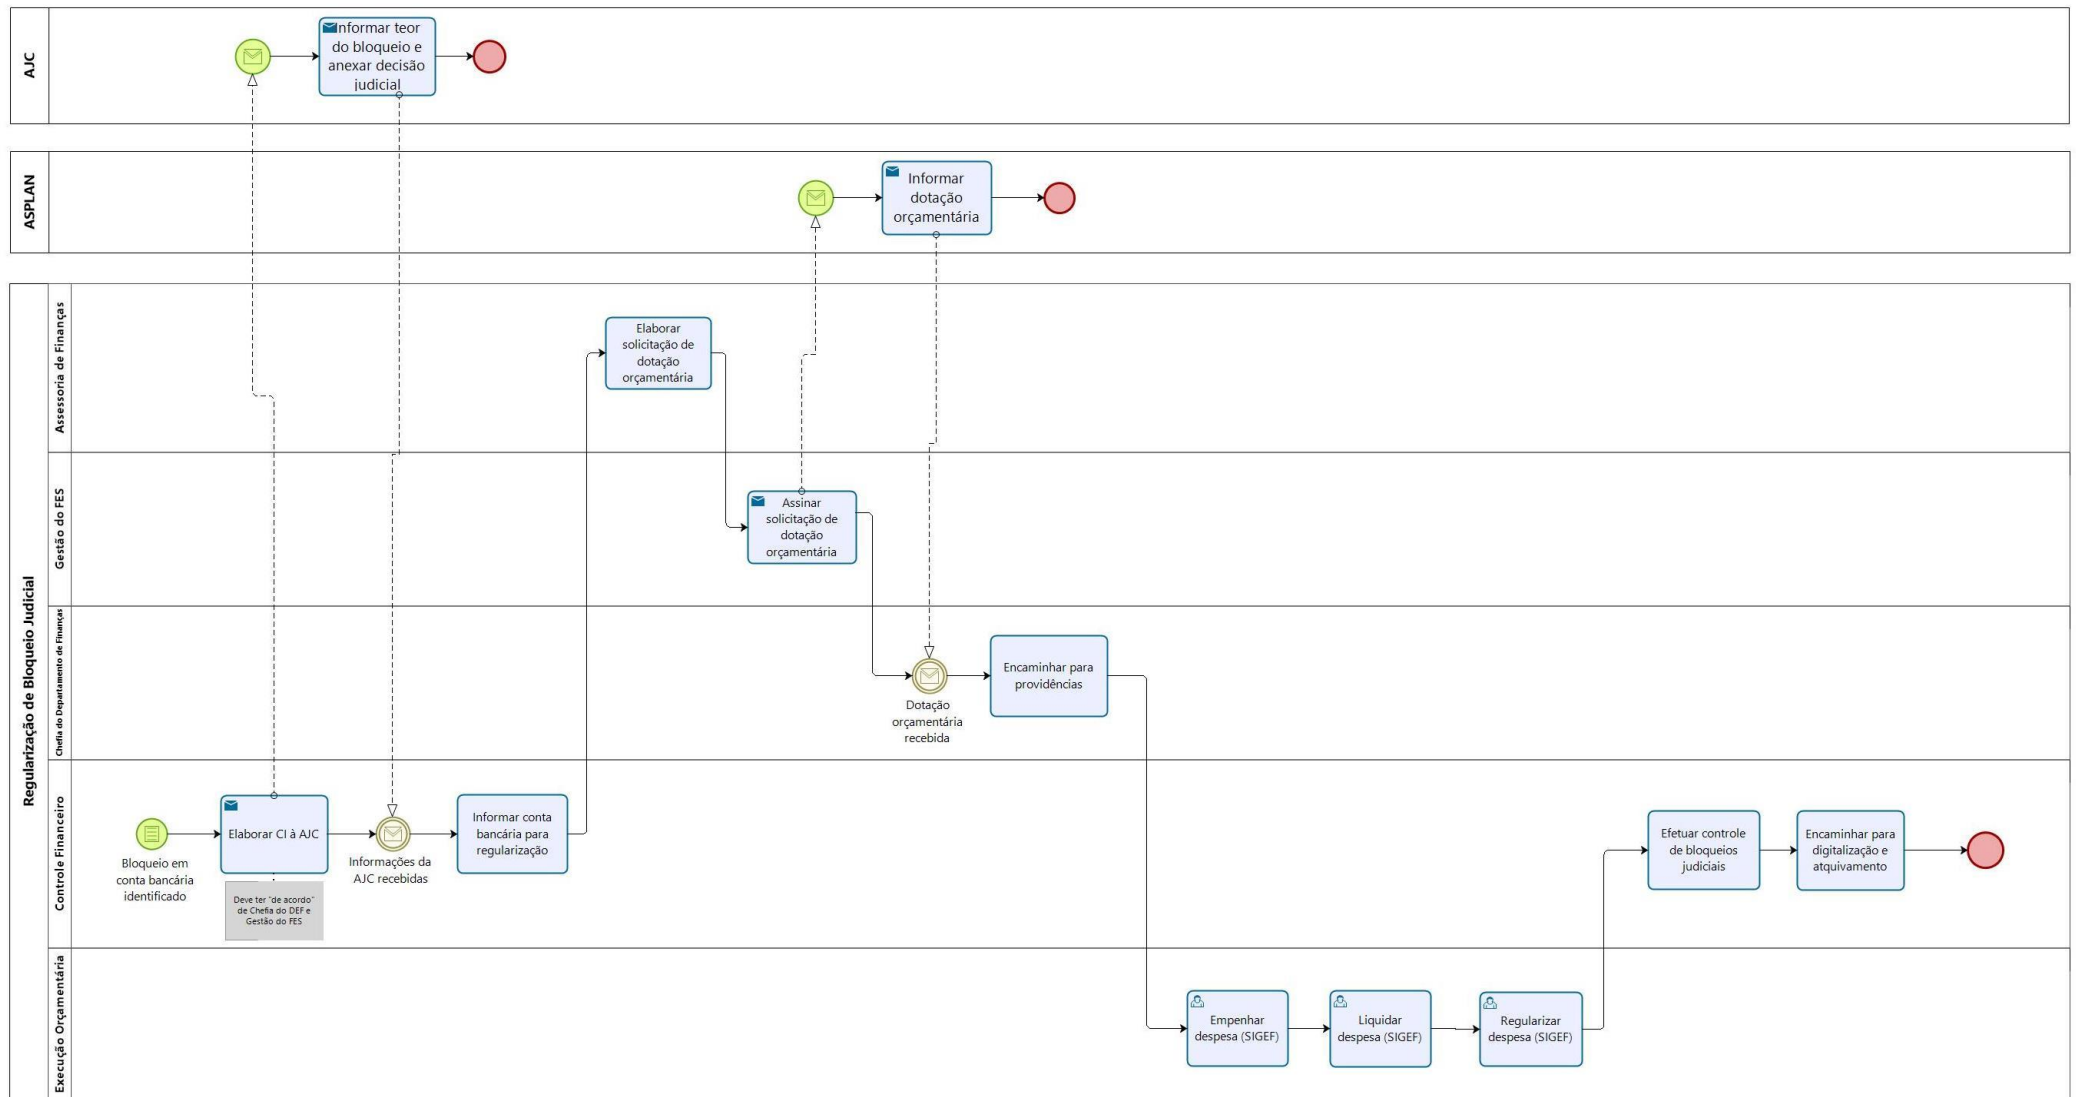 AJC
Informar teor
do bloqueio e
anexar decisão
judicial
ASPLAN
Informar
dotação
orçamentária
Regularização de Bloqueio Judicial
Assessoria de Finanças
Elaborar
solicitação de
dotação
orçamentária
Gestão do FES
Assinar
solicitação de
dotação
orçamentária
Chefia do Departamento de Finanças
Dotação
orçamentária
recebida
Encaminhar para
providências
Controle Financeiro
Bloqueio em
conta bancária
identificado
Elaborar CI à AJC
Deve ter "de acordo"
de Chefia do DEF e
Gestão do FES
Informações da
AJC recebidas
Informar conta
bancária para
regularização
Efetuar controle
de bloqueios
judiciais
Encaminhar para
digitalização e
atquivamento
Execução Orçamentária
Empenhar
despesa (SIGEF)
Liquidar
despesa (SIGEF)
Regularizar
despesa (SIGEF)